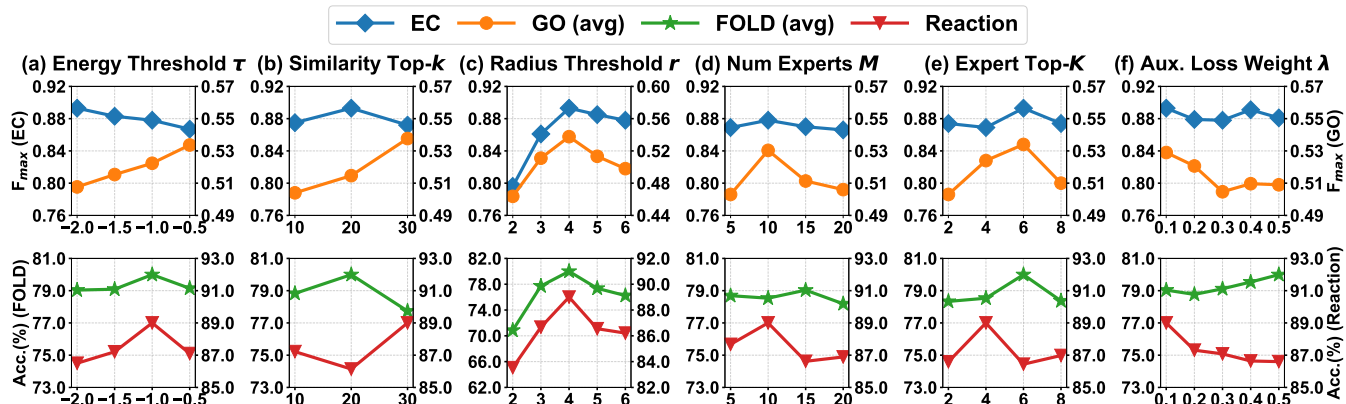 EC GO (avg) FOLD (avg) Reaction
(a) Energy Threshold τ (b) Similarity Top-k (c) Radius Threshold r (d) Num Experts M (e) Expert Top-K (f) Aux. Loss Weight λ
F_max (EC)
0.92 0.57 0.92 0.57 0.92 0.60 0.92 0.57 0.92 0.57 0.92 0.57
0.88 0.55 0.88 0.55 0.88 0.56 0.88 0.55 0.88 0.55 0.88 0.55
0.84 0.53 0.84 0.53 0.84 0.52 0.84 0.53 0.84 0.53 0.84 0.53
0.80 0.51 0.80 0.51 0.80 0.48 0.80 0.51 0.80 0.51 0.80 0.51
0.76 0.49 0.76 0.49 0.76 0.44 0.76 0.49 0.76 0.49 0.76 0.49
F_max (GO)
−2.0 −1.5 −1.0 −0.5 10 20 30 2 3 4 5 6 5 10 15 20 2 4 6 8 0.1 0.2 0.3 0.4 0.5
Acc.(%) (FOLD)
81.0 93.0 81.0 93.0 82.0 92.0 81.0 93.0 81.0 93.0 81.0 93.0
79.0 91.0 79.0 91.0 78.0 90.0 79.0 91.0 79.0 91.0 79.0 91.0
74.0 88.0
77.0 89.0 77.0 89.0 77.0 89.0 77.0 89.0 77.0 89.0
70.0 86.0
75.0 87.0 75.0 87.0 66.0 84.0 75.0 87.0 75.0 87.0 75.0 87.0
73.0 85.0 73.0 85.0 62.0 82.0 73.0 85.0 73.0 85.0 73.0 85.0
Acc.(%) (Reaction)
−2.0 −1.5 −1.0 −0.5 10 20 30 2 3 4 5 6 5 10 15 20 2 4 6 8 0.1 0.2 0.3 0.4 0.5